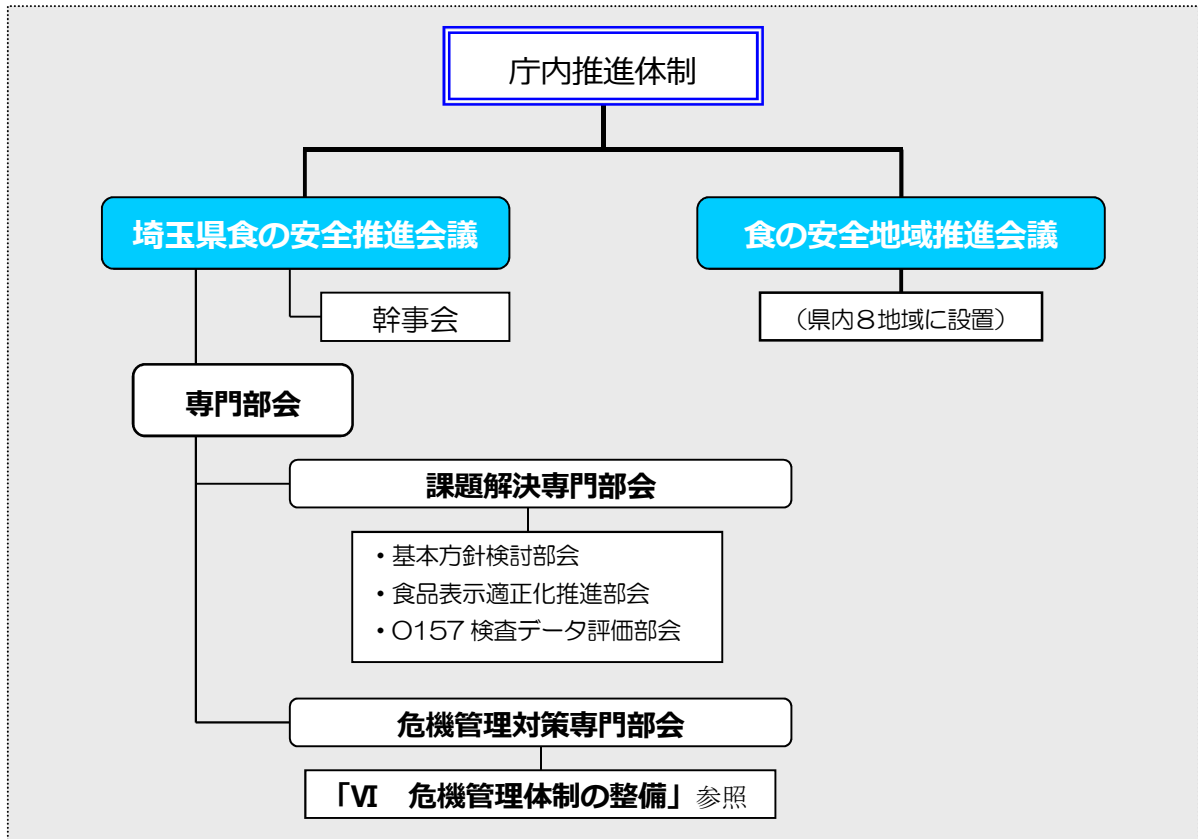 庁内推進体制
埼玉県食の安全推進会議
食の安全地域推進会議
幹事会
（県内８地域に設置）
専門部会
課題解決専門部会
・基本方針検討部会
・食品表示適正化推進部会
・Ｏ157 検査データ評価部会
危機管理対策専門部会
「Ⅵ　危機管理体制の整備」参照